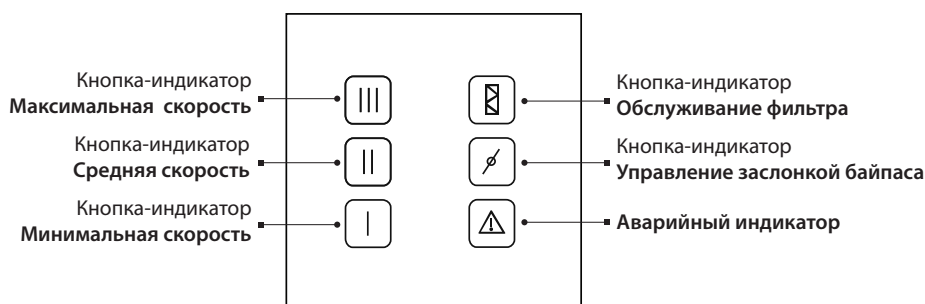 Кнопка-индикатор
Максимальная скорость
Кнопка-индикатор
Средняя скорость
Кнопка-индикатор
Минимальная скорость
Кнопка-индикатор
Обслуживание фильтра
Кнопка-индикатор
Управление заслонкой байпаса
Аварийный индикатор